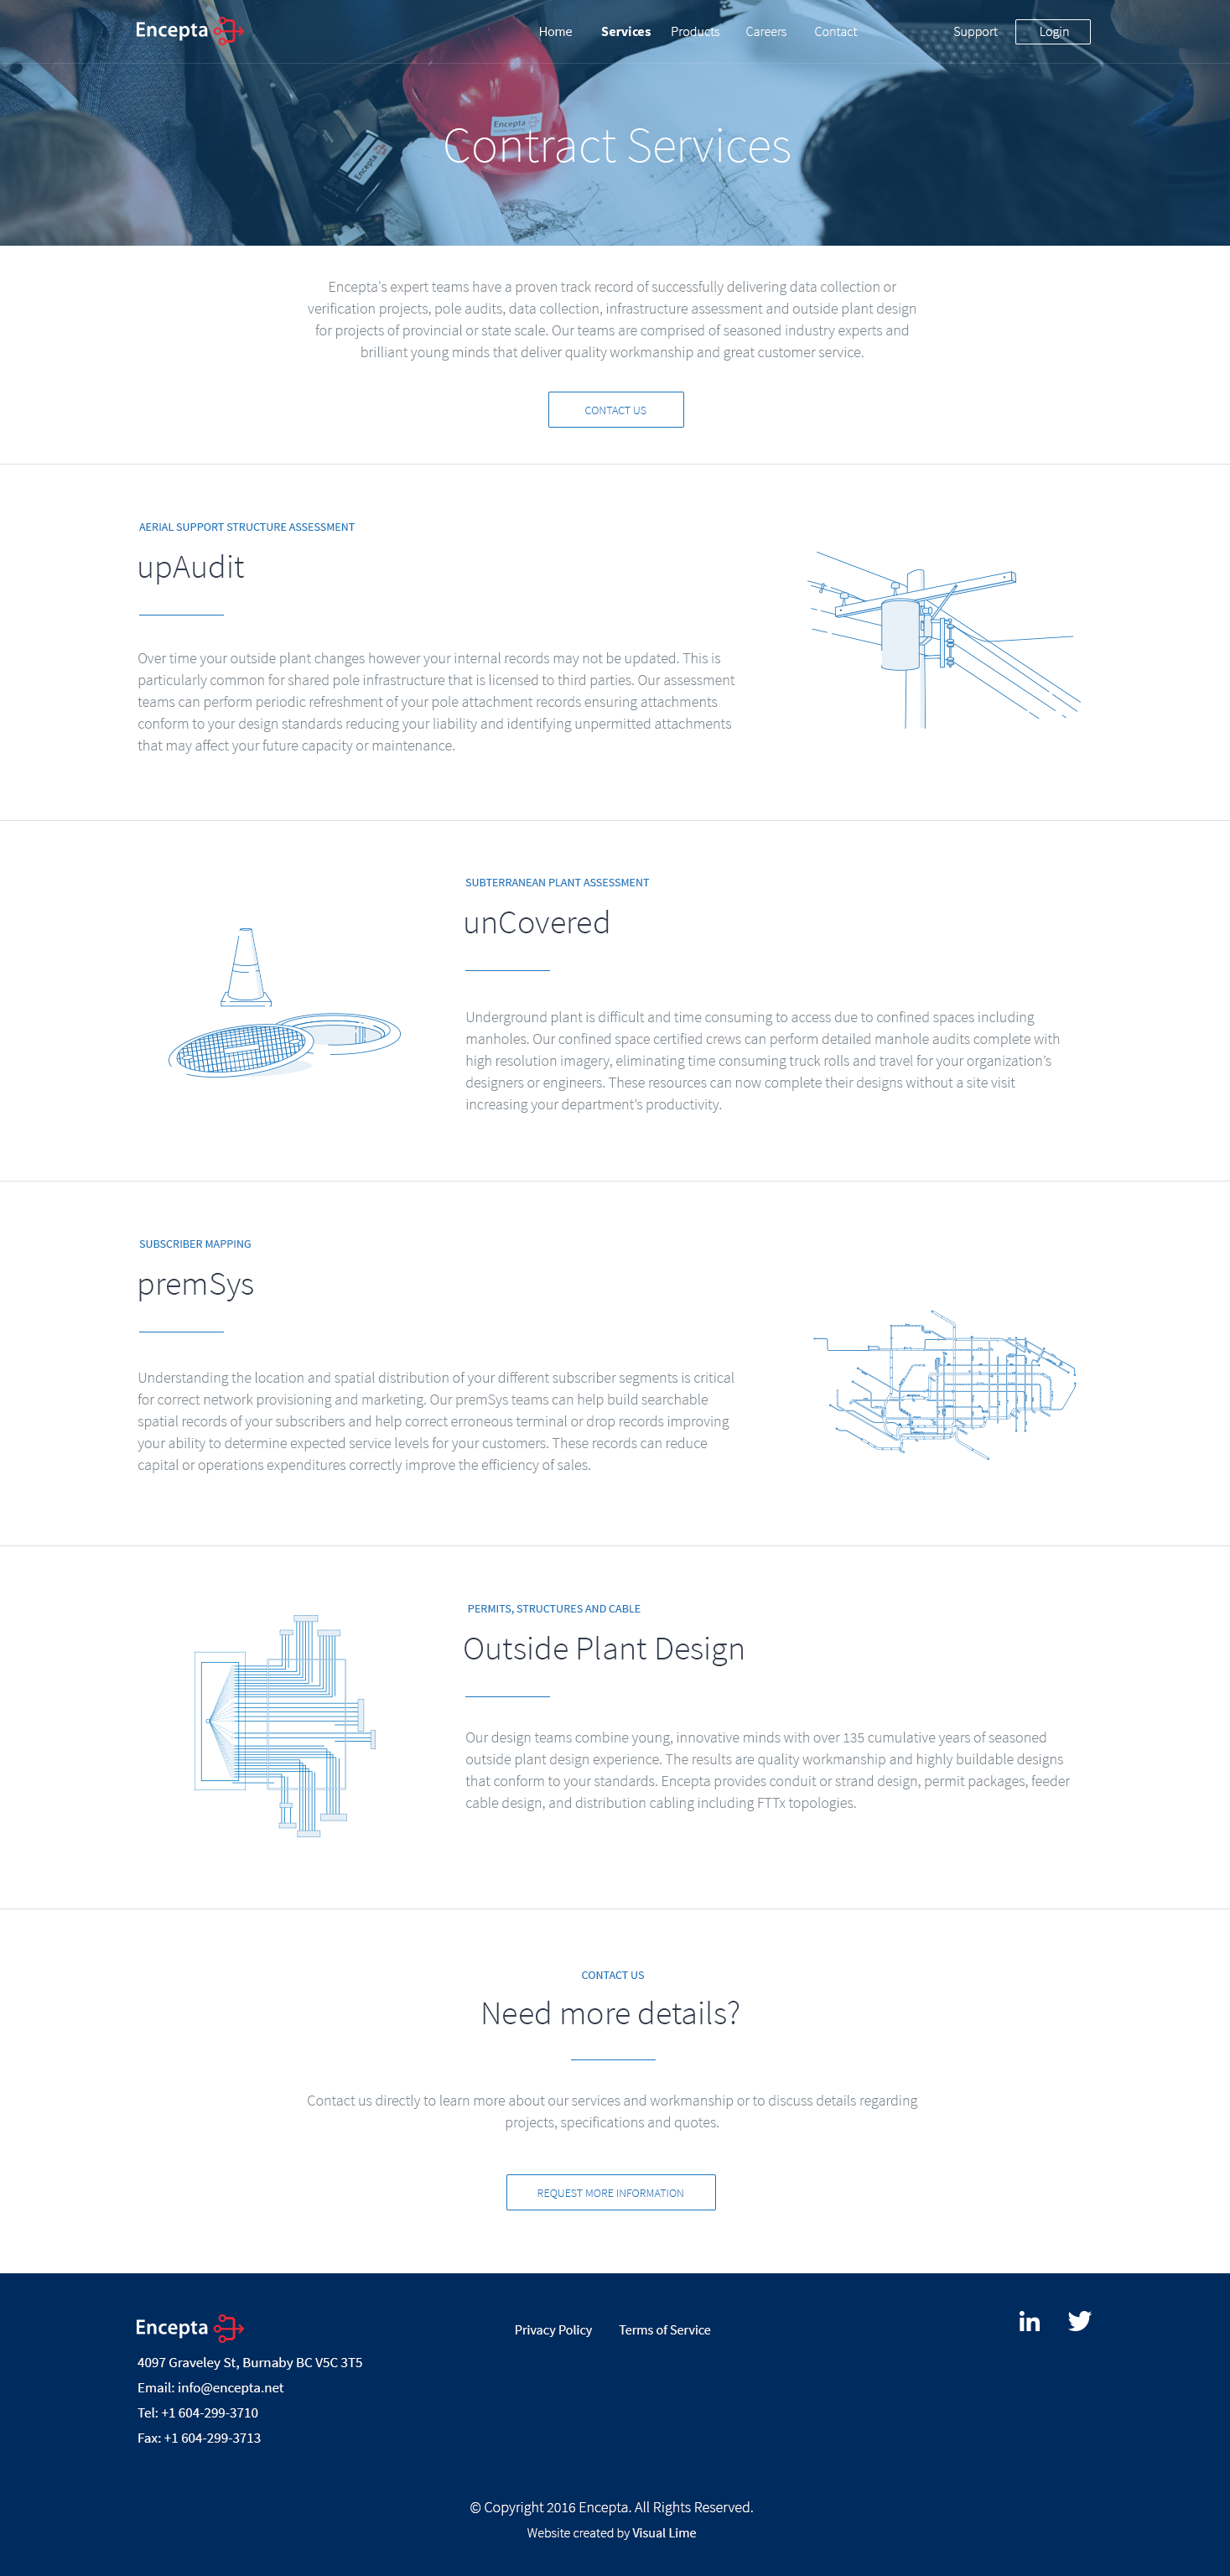 Encepta
Home Services Products Careers Contact Support Login
Encepta
Encepta
Contract Services
Encepta's expert teams have a proven track record of successfully delivering data collection or
verification projects, pole audits, data collection, infrastructure assessment and outside plant design
for projects of provincial or state scale. Our teams are comprised of seasoned industry experts and
brilliant young minds that deliver quality workmanship and great customer service.
CONTACT US
AERIAL SUPPORT STRUCTURE ASSESSMENT
upAudit
Over time your outside plant changes however your internal records may not be updated. This is
particularly common for shared pole infrastructure that is licensed to third parties. Our assessment
teams can perform periodic refreshment of your pole attachment records ensuring attachments
conform to your design standards reducing your liability and identifying unpermitted attachments
that may affect your future capacity or maintenance.
SUBTERRANEAN PLANT ASSESSMENT
unCovered
Underground plant is difficult and time consuming to access due to confined spaces including
manholes. Our confined space certified crews can perform detailed manhole audits complete with
high resolution imagery, eliminating time consuming truck rolls and travel for your organization's
designers or engineers. These resources can now complete their designs without a site visit
increasing your department's productivity.
SUBSCRIBER MAPPING
premSys
Understanding the location and spatial distribution of your different subscriber segments is critical
for correct network provisioning and marketing. Our premSys teams can help build searchable
spatial records of your subscribers and help correct erroneous terminal or drop records improving
your ability to determine expected service levels for your customers. These records can reduce
capital or operations expenditures correctly improve the efficiency of sales.
PERMITS, STRUCTURES AND CABLE
Outside Plant Design
Our design teams combine young, innovative minds with over 135 cumulative years of seasoned
outside plant design experience. The results are quality workmanship and highly buildable designs
that conform to your standards. Encepta provides conduit or strand design, permit packages, feeder
cable design, and distribution cabling including FTTx topologies.
CONTACT US
Need more details?
Contact us directly to learn more about our services and workmanship or to discuss details regarding
projects, specifications and quotes.
REQUEST MORE INFORMATION
Encepta
Privacy Policy Terms of Service
in
4097 Graveley St, Burnaby BC V5C 3T5
Email: info@encepta.net
Tel: +1 604-299-3710
Fax: +1 604-299-3713
© Copyright 2016 Encepta. All Rights Reserved.
Website created by Visual Lime